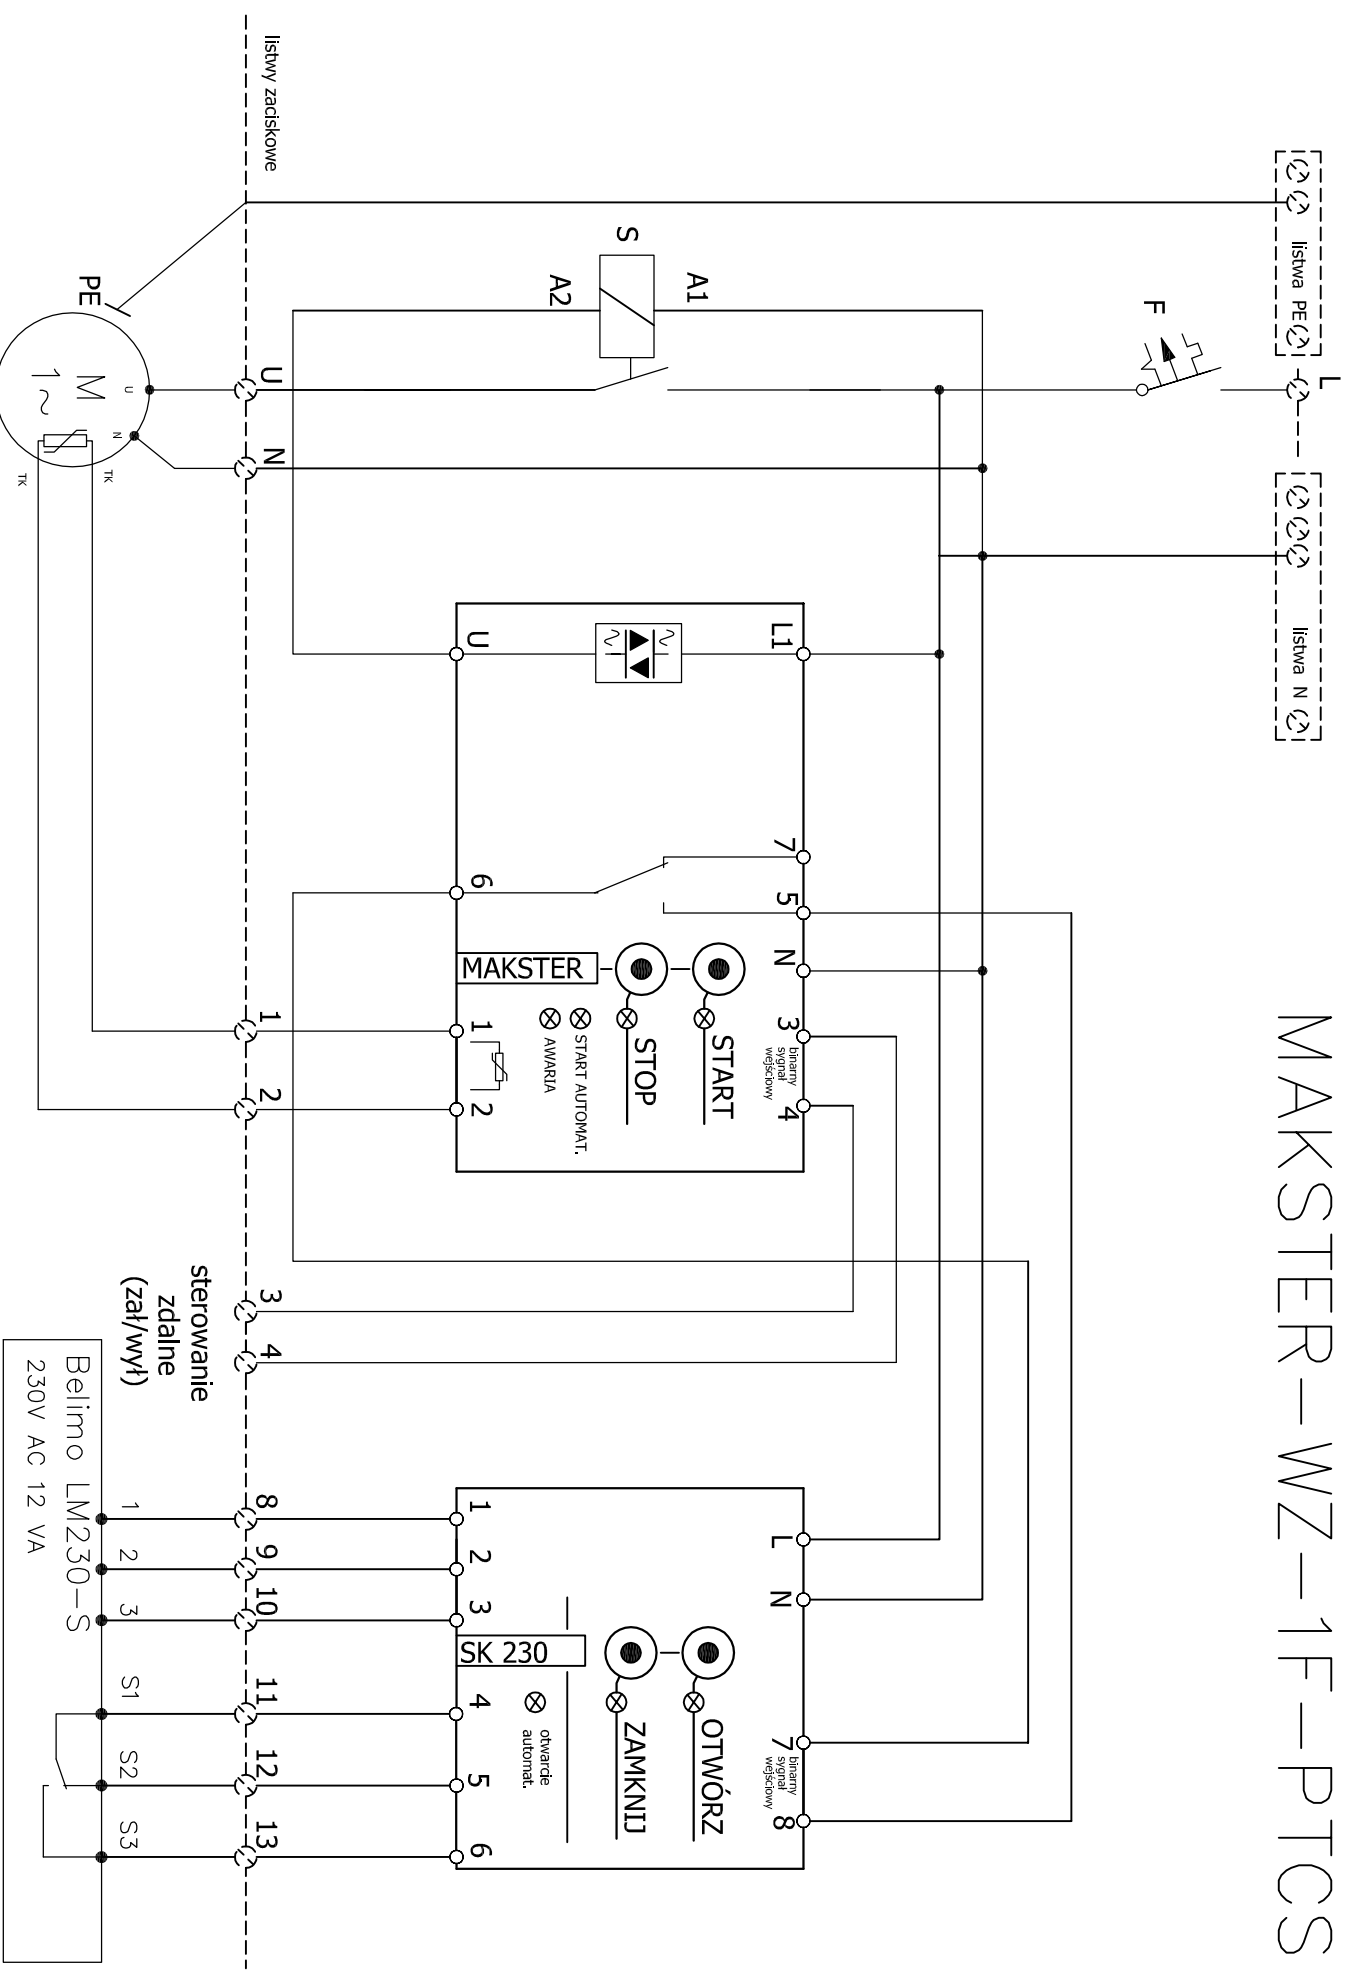 MAKSTER-WZ-1F-PTCS
listwa PE
L
listwa N
F
A1
S
A2
L1
7
5
N
3
binarny
sygnał
wejściowy
4
START
STOP
START AUTOMAT.
AWARIA
MAKSTER
U
6
1
2
L
N
7
binarny
sygnał
wejściowy
8
OTWÓRZ
ZAMKNIJ
otwarcie
automat.
SK 230
1
2
3
4
5
6
listwy zaciskowe
U
N
1
2
3
4
8
9
10
11
12
13
sterowanie
zdalne
(zał/wył)
PE
U
N
M
1~
TK
TK
1
2
3
S1
S2
S3
Belimo LM230-S
230V AC 12 VA